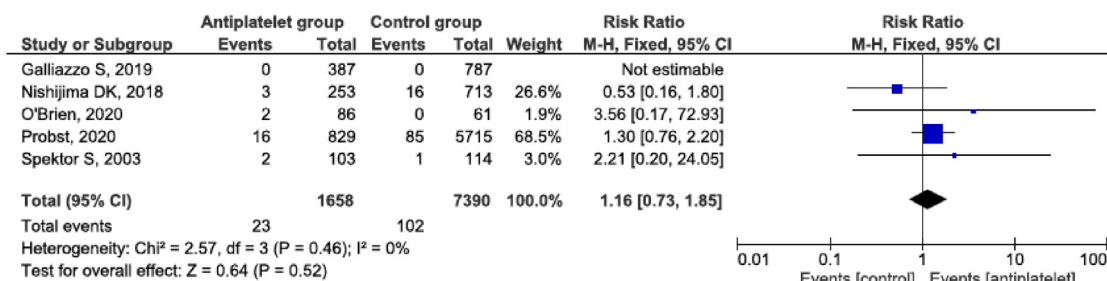 Antiplatelet group Control group Risk Ratio Risk Ratio
Study or Subgroup Events Total Events Total Weight M-H, Fixed, 95% CI M-H, Fixed, 95% CI
Galliazzo S, 2019 0 387 0 787 Not estimable
Nishijima DK, 2018 3 253 16 713 26.6% 0.53 [0.16, 1.80]
O'Brien, 2020 2 86 0 61 1.9% 3.56 [0.17, 72.93]
Probst, 2020 16 829 85 5715 68.5% 1.30 [0.76, 2.20]
Spektor S, 2003 2 103 1 114 3.0% 2.21 [0.20, 24.05]
Total (95% CI) 1658 7390 100.0% 1.16 [0.73, 1.85]
Total events 23 102
Heterogeneity: Chi² = 2.57, df = 3 (P = 0.46); I² = 0%
Test for overall effect: Z = 0.64 (P = 0.52)
0.01 0.1 1 10 100
Events [control] Events [antiplatelet]